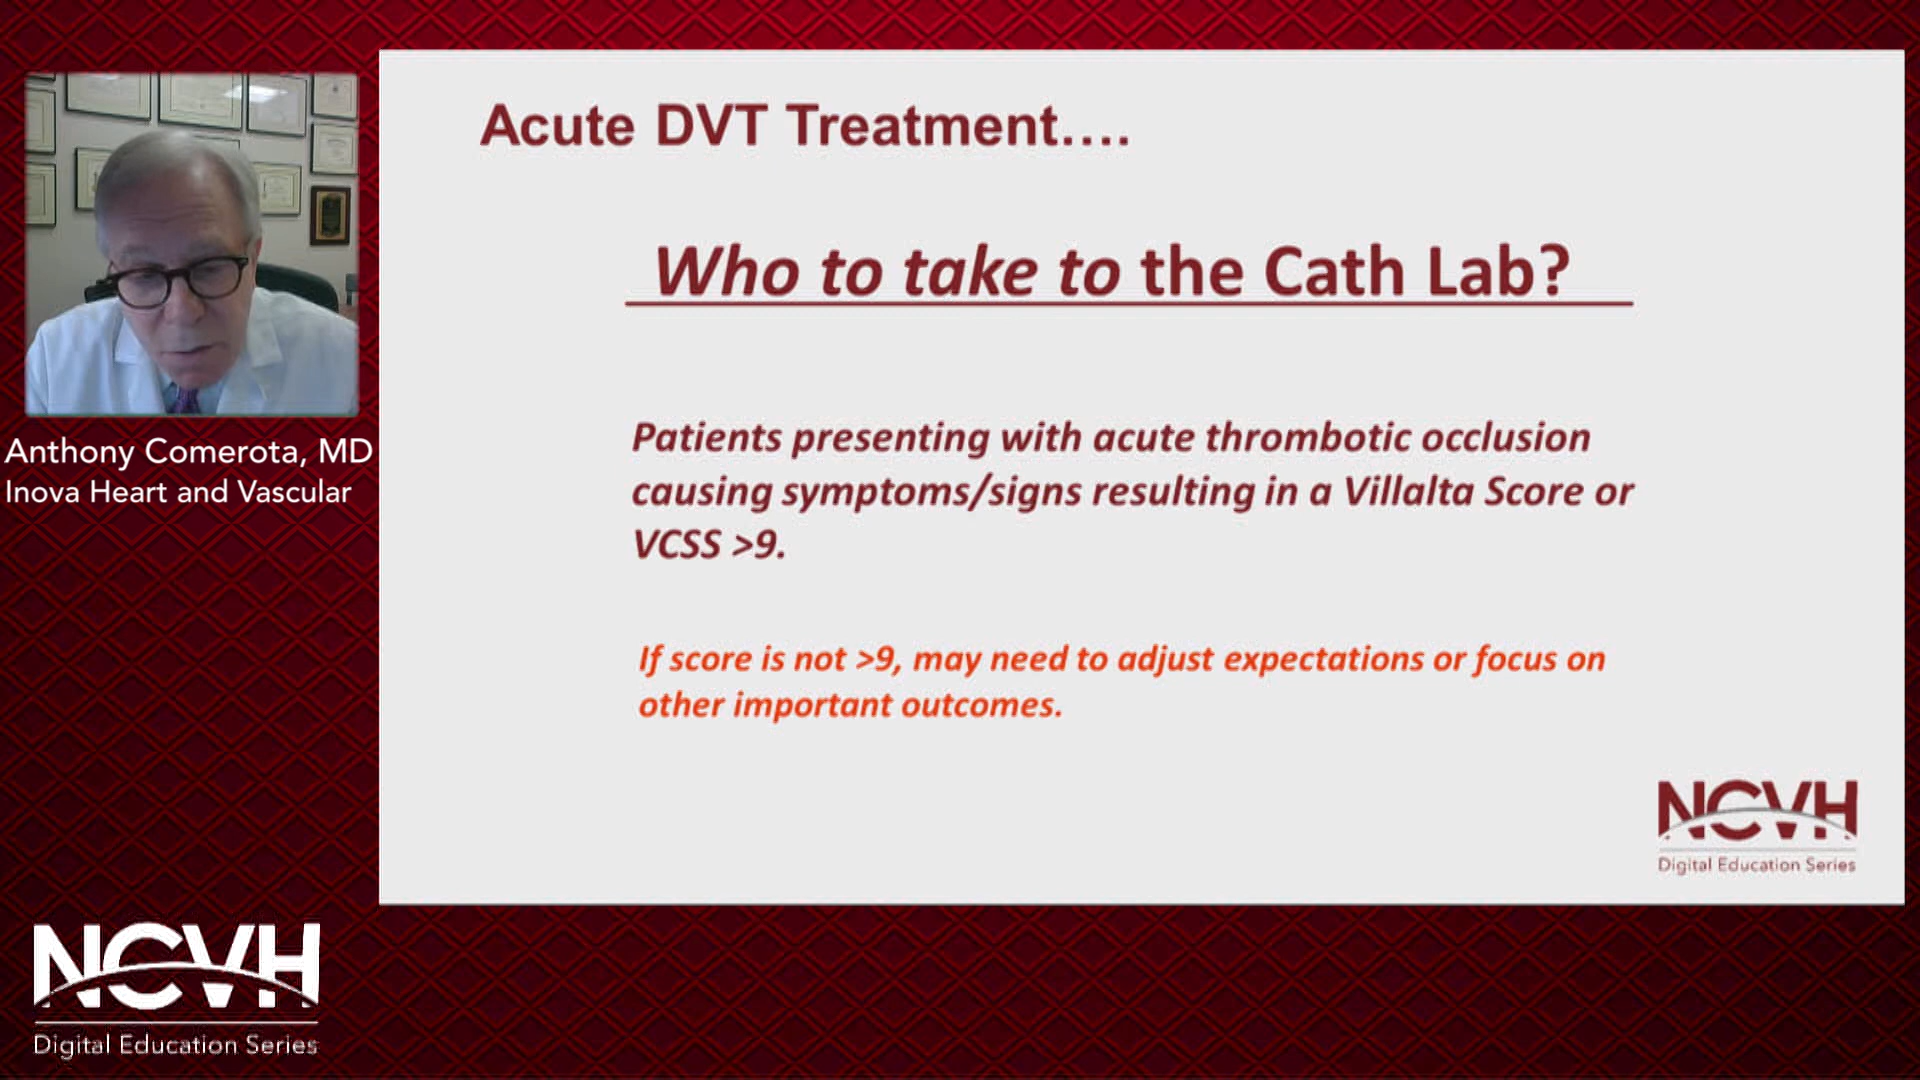 Acute DVT Treatment....
Who to take to the Cath Lab?
Patients presenting with acute thrombotic occlusion
causing symptoms/signs resulting in a Villalta Score or
VCSS >9.
If score is not >9, may need to adjust expectations or focus on
other important outcomes.
NCVH
Digital Education Series
Anthony Comerota, MD
Inova Heart and Vascular
NCVH
Digital Education Series